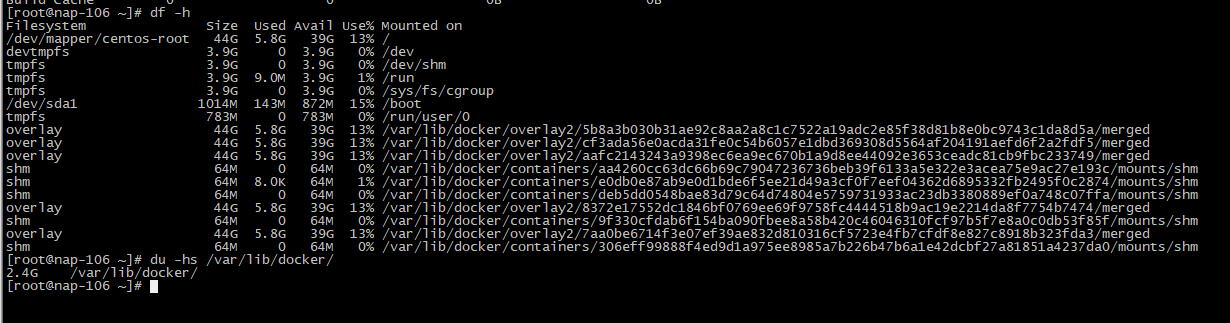 Build Cache 0 0 0B 0B
[root@nap-106 ~]# df -h
Filesystem Size Used Avail Use% Mounted on
/dev/mapper/centos-root 44G 5.8G 39G 13% /
devtmpfs 3.9G 0 3.9G 0% /dev
tmpfs 3.9G 0 3.9G 0% /dev/shm
tmpfs 3.9G 9.0M 3.9G 1% /run
tmpfs 3.9G 0 3.9G 0% /sys/fs/cgroup
/dev/sda1 1014M 143M 872M 15% /boot
tmpfs 783M 0 783M 0% /run/user/0
overlay 44G 5.8G 39G 13% /var/lib/docker/overlay2/5b8a3b030b31ae92c8aa2a8c1c7522a19adc2e85f38d81b8e0bc9743c1da8d5a/merged
overlay 44G 5.8G 39G 13% /var/lib/docker/overlay2/cf3ada56e0acda31fe0c54b6057e1dbd369308d5564af204191aefd6f2a2fdf5/merged
overlay 44G 5.8G 39G 13% /var/lib/docker/overlay2/aafc2143243a9398ec6ea9ec670b1a9d8ee44092e3653ceadc81cb9fbc233749/merged
shm 64M 0 64M 0% /var/lib/docker/containers/aa4260cc63dc66b69c79047236736beb39f6133a5e322e3acea75e9ac27e193c/mounts/shm
shm 64M 8.0K 64M 1% /var/lib/docker/containers/e0db0e87ab9e0d1bde6f5ee21d49a3cf0f7eef04362d6895332fb2495f0c2874/mounts/shm
shm 64M 0 64M 0% /var/lib/docker/containers/deb5dd0548bae83d79c64d74804e5759731933ac23db3380889ef0a748c07ffa/mounts/shm
overlay 44G 5.8G 39G 13% /var/lib/docker/overlay2/8372e17552dc1846bf0769ee69f9758fc4444518b9ac19e2214da8f7754b7474/merged
shm 64M 0 64M 0% /var/lib/docker/containers/9f330cfdab6f154ba090fbee8a58b420c46046310fcf97b5f7e8a0c0db53f85f/mounts/shm
overlay 44G 5.8G 39G 13% /var/lib/docker/overlay2/7aa0be6714f3e07ef39ae832d810316cf5723e4fb7cfdf8e827c8918b323fda3/merged
shm 64M 0 64M 0% /var/lib/docker/containers/306eff99888f4ed9d1a975ee8985a7b226b47b6a1e42dcbf27a81851a4237da0/mounts/shm
[root@nap-106 ~]# du -hs /var/lib/docker/
2.4G /var/lib/docker/
[root@nap-106 ~]#